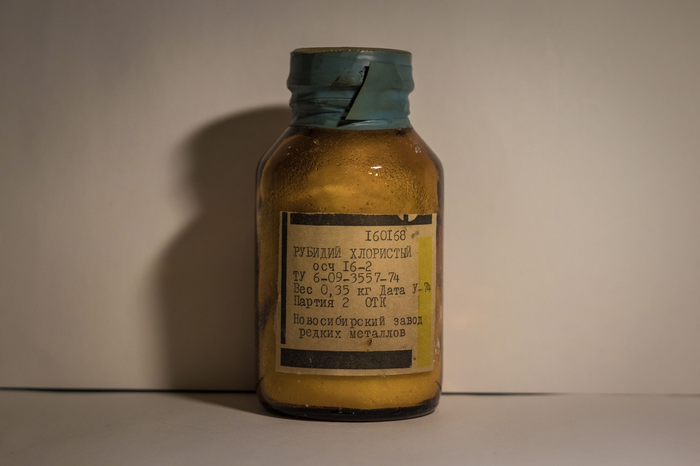 160168
РУБИДИЙ ХЛОРИСТЫЙ
осч 16-2
ТУ 6-09-3557-74
Вес 0,35 кг Дата
Партия 2 ОТК
Новосибирский завод
редких металлов